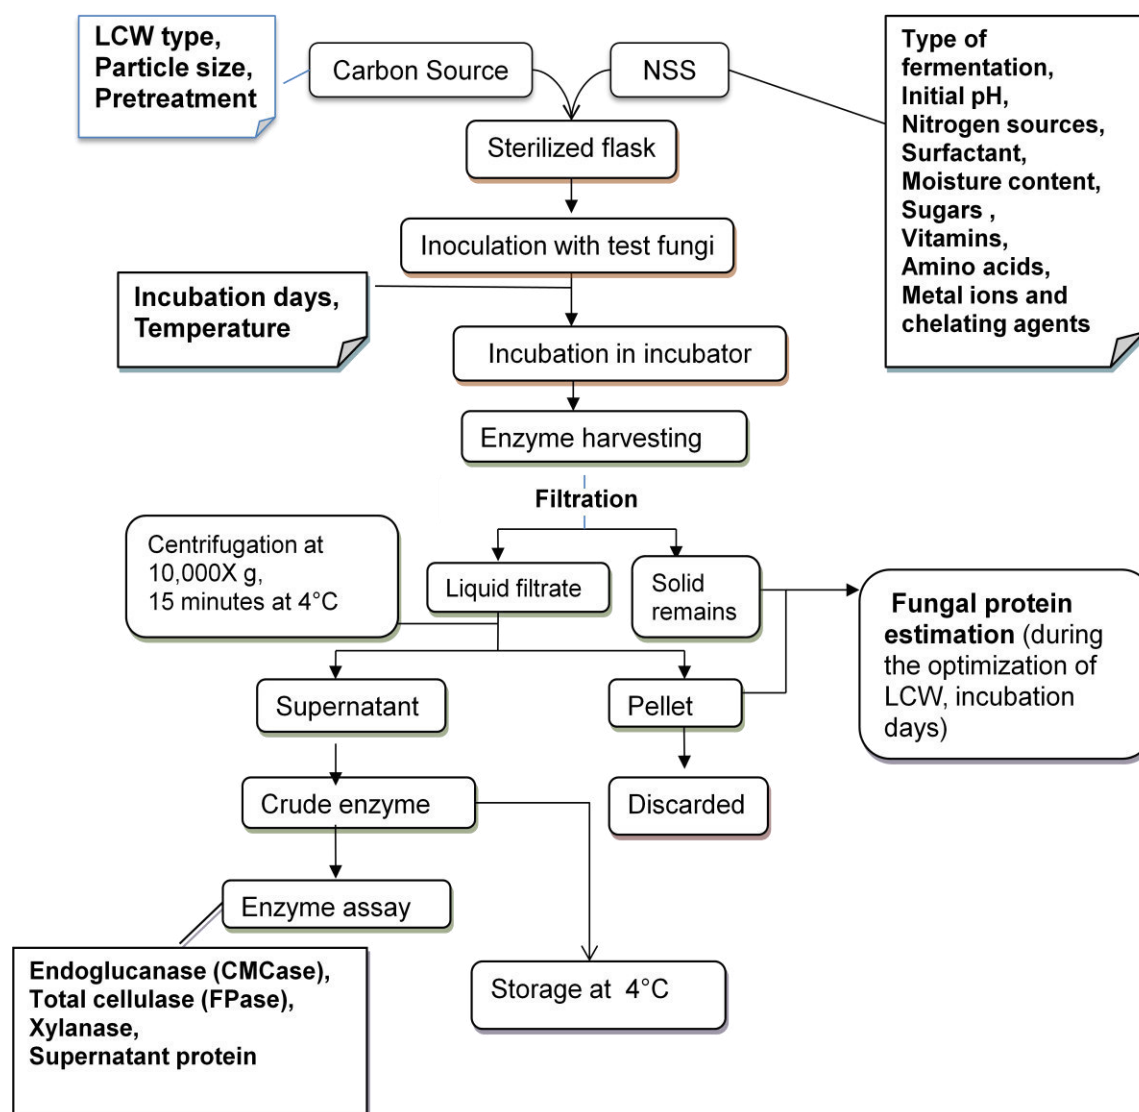 LCW type,
Particle size,
Pretreatment
Carbon Source
NSS
Type of
fermentation,
Initial pH,
Nitrogen sources,
Surfactant,
Moisture content,
Sugars ,
Vitamins,
Amino acids,
Metal ions and
chelating agents
Sterilized flask
Inoculation with test fungi
Incubation days,
Temperature
Incubation in incubator
Enzyme harvesting
Filtration
Centrifugation at
10,000X g,
15 minutes at 4°C
Liquid filtrate
Solid
remains
Fungal protein
estimation (during
the optimization of
LCW, incubation
days)
Supernatant
Pellet
Crude enzyme
Discarded
Enzyme assay
Storage at 4°C
Endoglucanase (CMCase),
Total cellulase (FPase),
Xylanase,
Supernatant protein